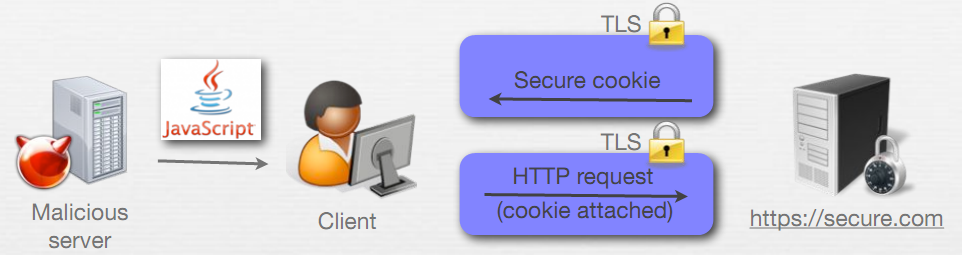 TLS
Secure cookie
JavaScript
TLS
HTTP request
(cookie attached)
Malicious
server
Client
https://secure.com